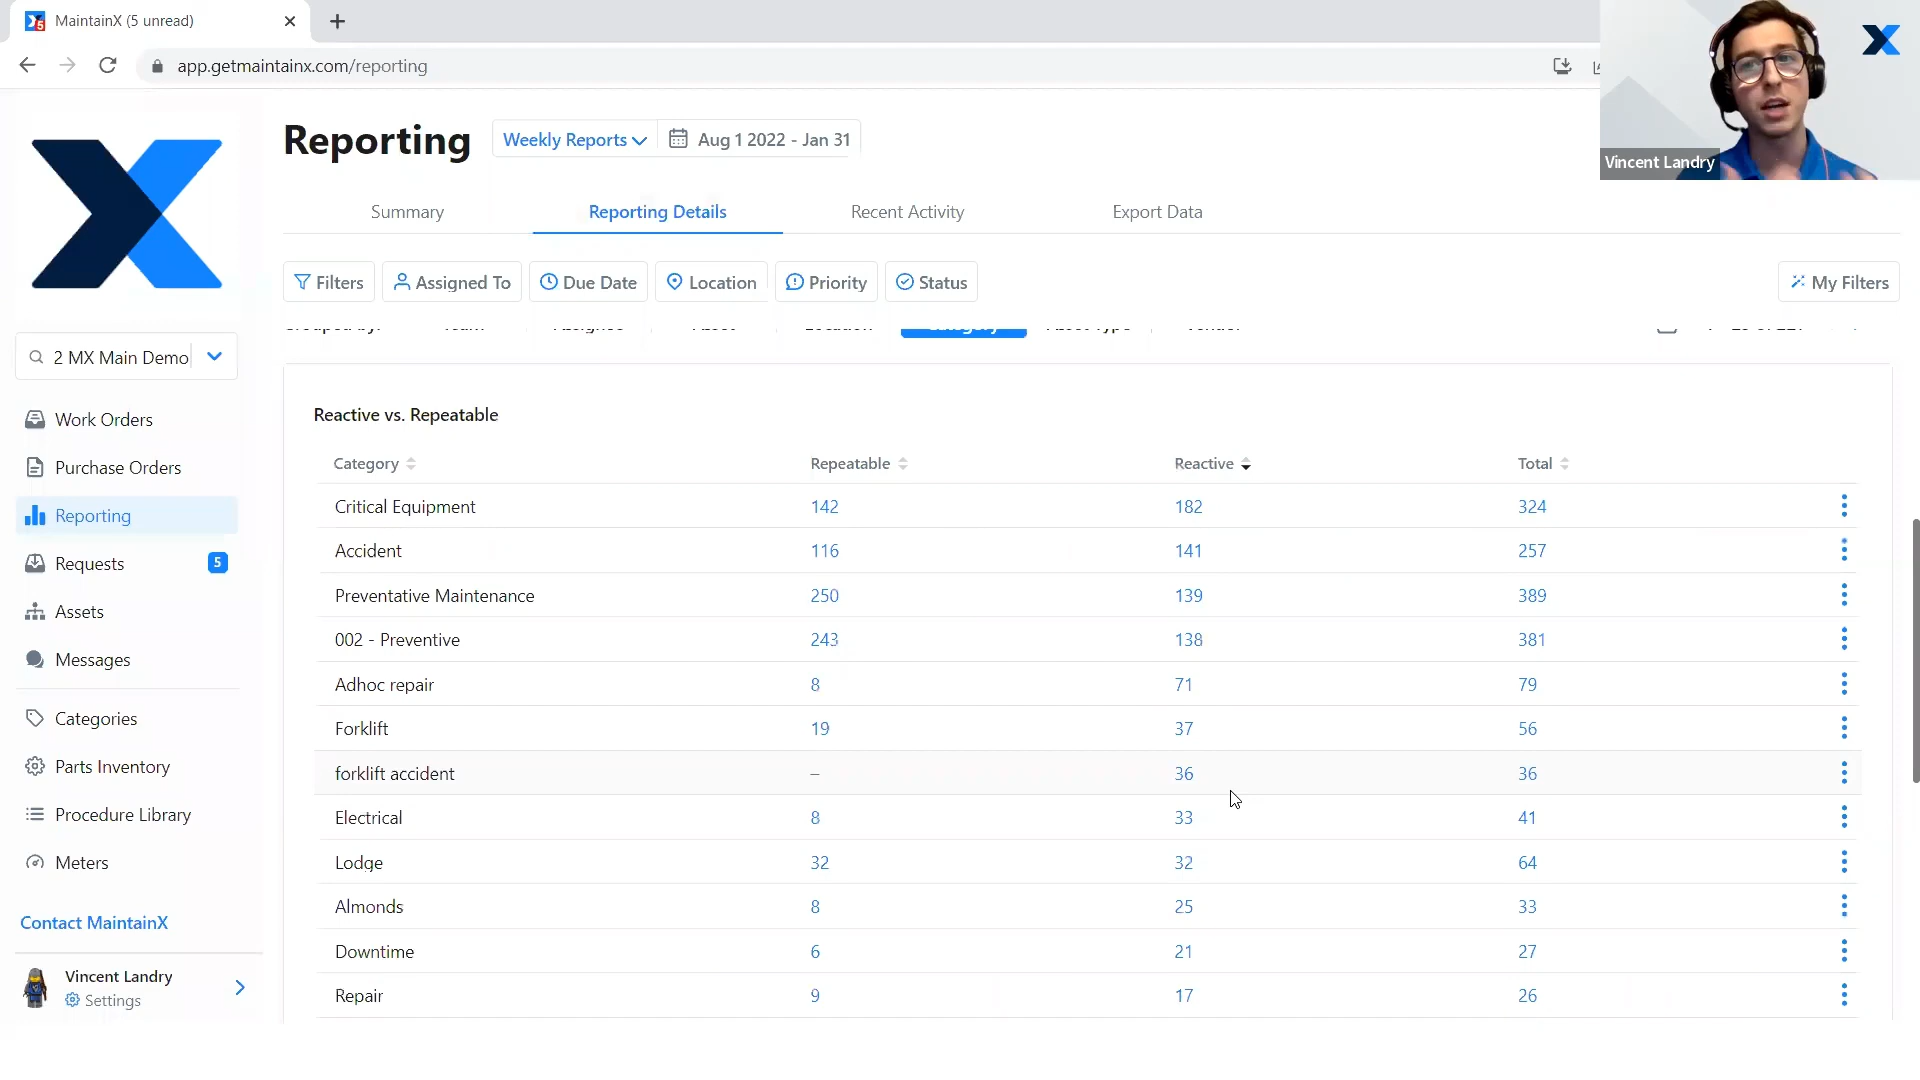 MaintainX (5 unread)
app.getmaintainx.com/reporting
Vincent Landry
Reporting
Weekly Reports
Aug 1 2022 - Jan 31
Summary
Reporting Details
Recent Activity
Export Data
Filters
Assigned To
Due Date
Location
Priority
Status
My Filters
2 MX Main Demo
Work Orders
Purchase Orders
Reporting
Requests 5
Assets
Messages
Categories
Parts Inventory
Procedure Library
Meters
Contact MaintainX
Vincent Landry
Settings
Reactive vs. Repeatable
Category Repeatable Reactive Total
Critical Equipment 142 182 324
Accident 116 141 257
Preventative Maintenance 250 139 389
002 - Preventive 243 138 381
Adhoc repair 8 71 79
Forklift 19 37 56
forklift accident – 36 36
Electrical 8 33 41
Lodge 32 32 64
Almonds 8 25 33
Downtime 6 21 27
Repair 9 17 26